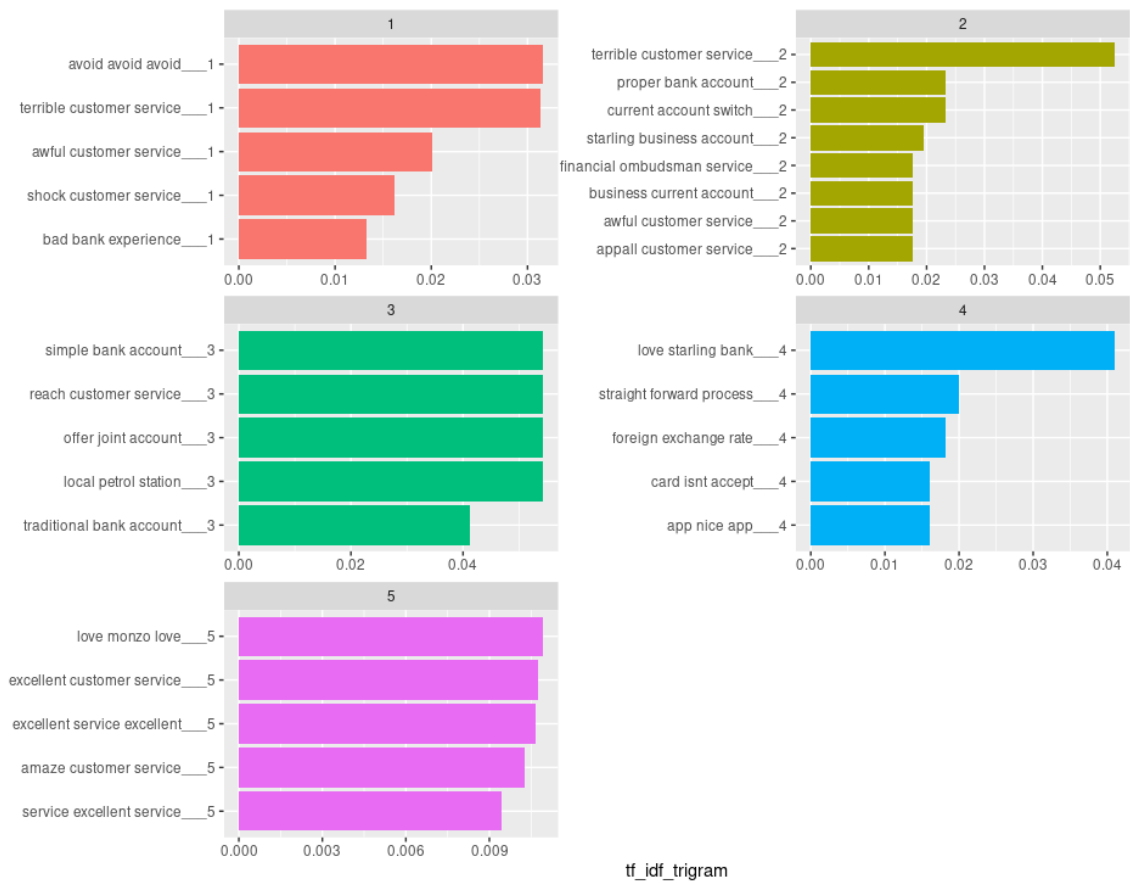 1
avoid avoid avoid___1
terrible customer service___1
awful customer service___1
shock customer service___1
bad bank experience___1
0.00 0.01 0.02 0.03
2
terrible customer service___2
proper bank account___2
current account switch___2
starling business account___2
financial ombudsman service___2
business current account___2
awful customer service___2
appall customer service___2
0.00 0.01 0.02 0.03 0.04 0.05
3
simple bank account___3
reach customer service___3
offer joint account___3
local petrol station___3
traditional bank account___3
0.00 0.02 0.04
4
love starling bank___4
straight forward process___4
foreign exchange rate___4
card isnt accept___4
app nice app___4
0.00 0.01 0.02 0.03 0.04
5
love monzo love___5
excellent customer service___5
excellent service excellent___5
amaze customer service___5
service excellent service___5
0.000 0.003 0.006 0.009
tf_idf_trigram